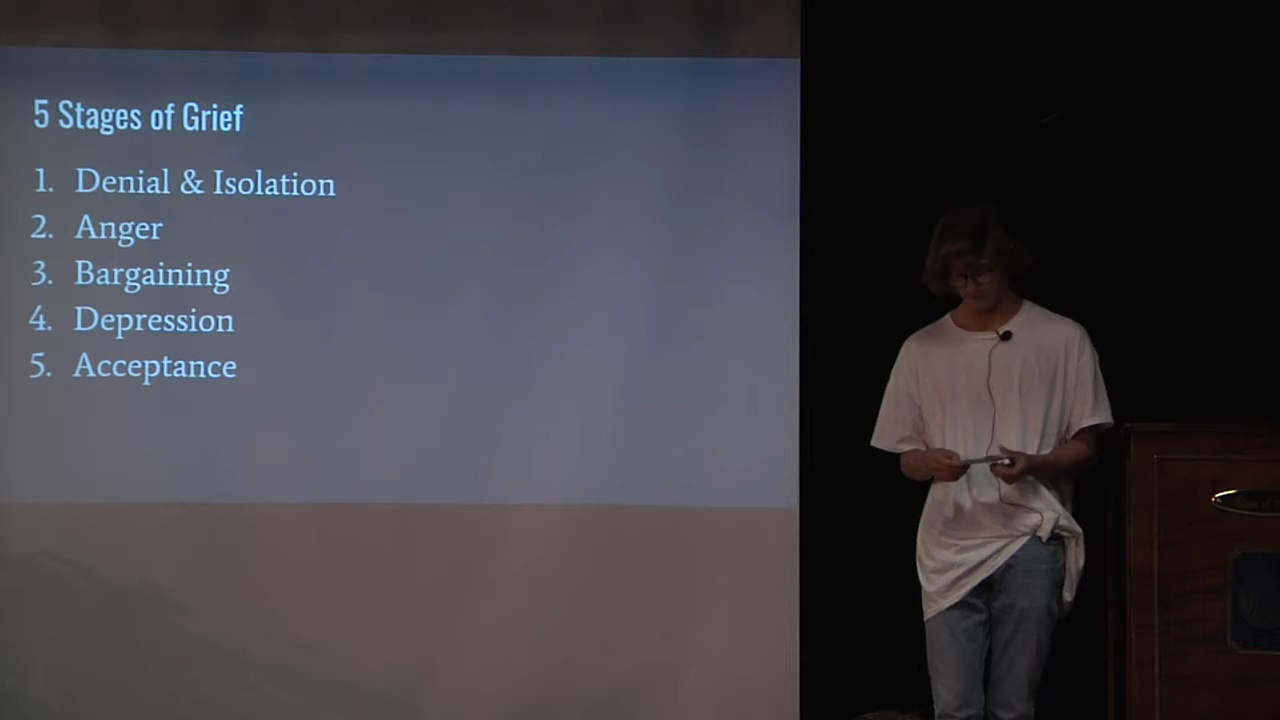 5 Stages of Grief
1. Denial & Isolation
2. Anger
3. Bargaining
4. Depression
5. Acceptance